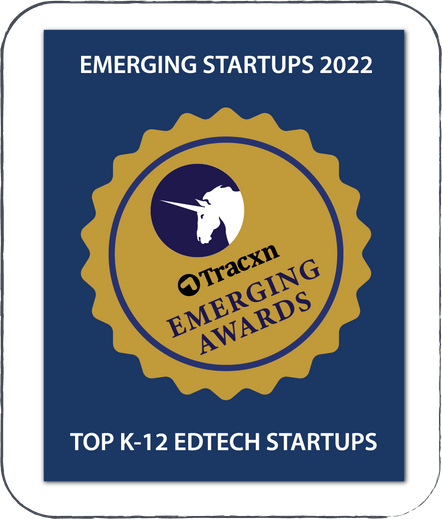 EMERGING STARTUPS 2022
Tracxn
EMERGING
AWARDS
TOP K-12 EDTECH STARTUPS